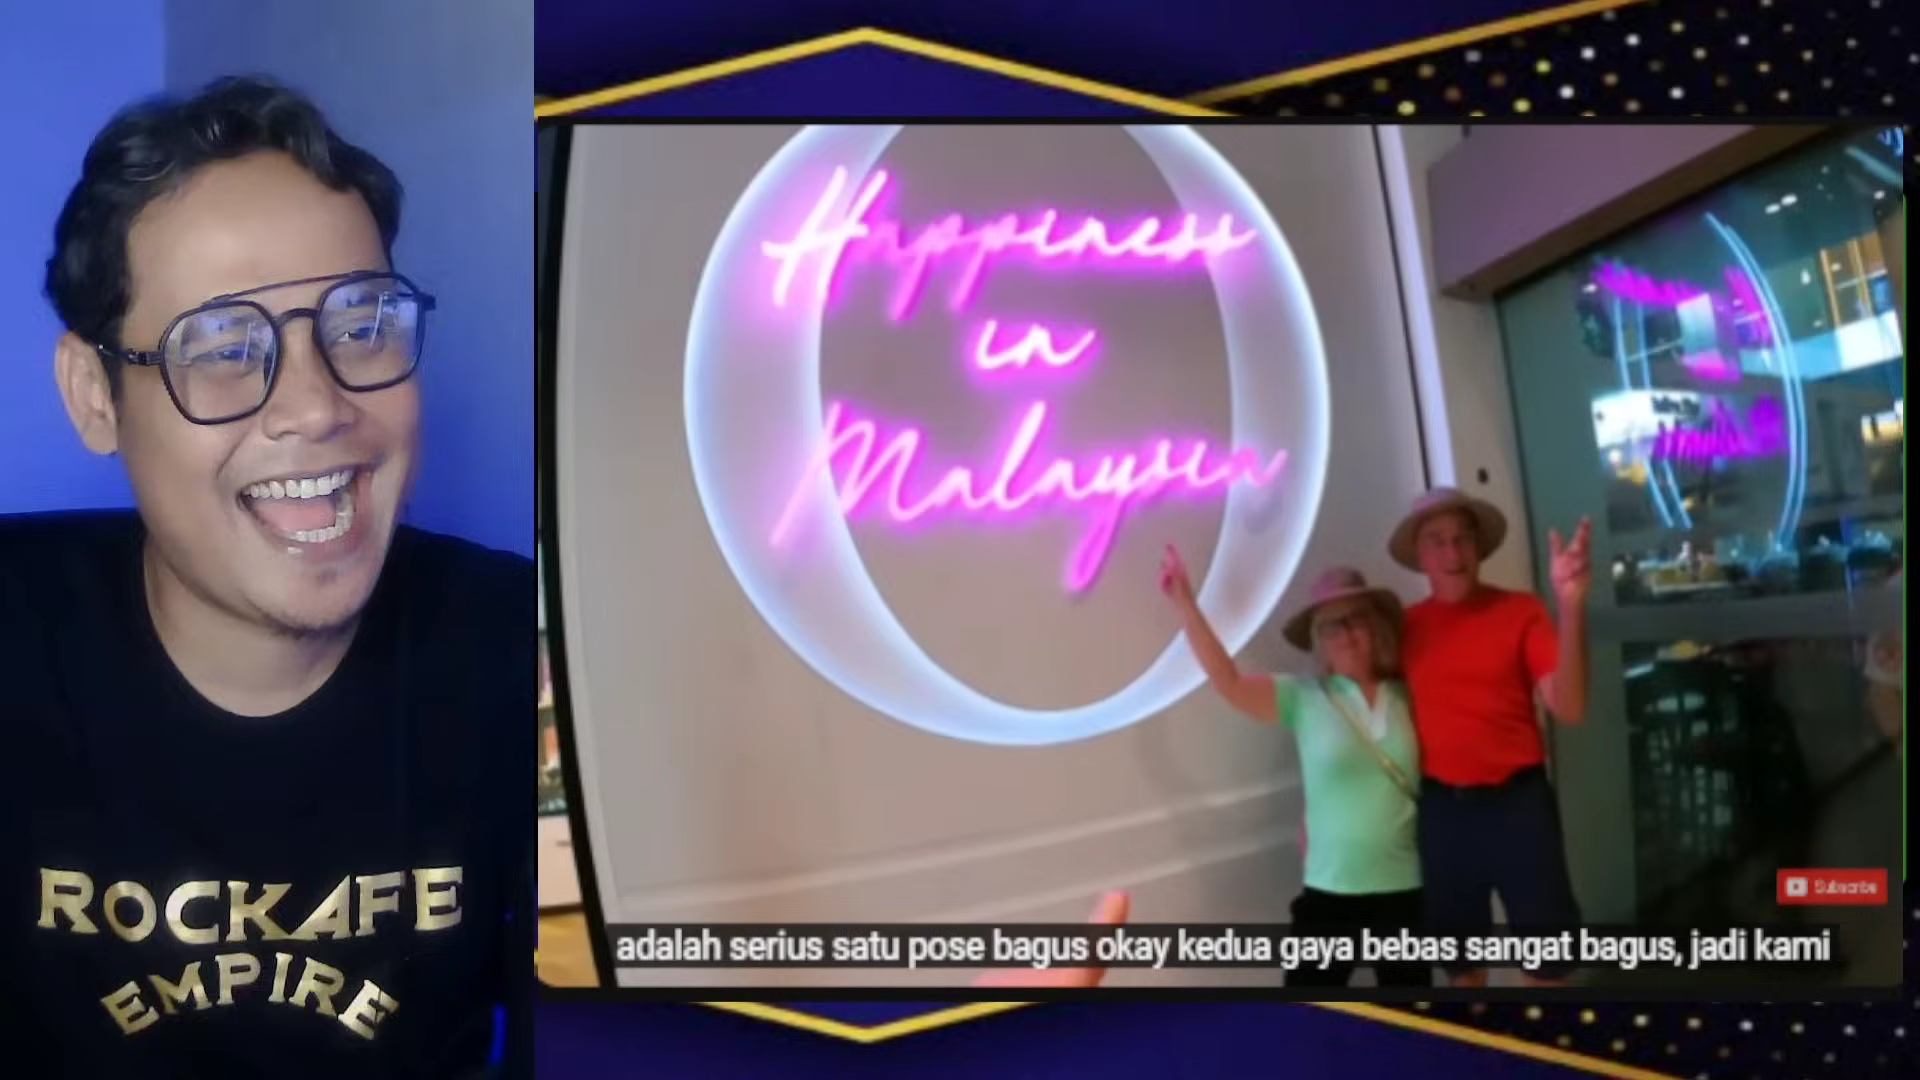 ROCKAFE
EMPIRE
Happiness
in
Malaysia
Subscribe
adalah serius satu pose bagus okay kedua gaya bebas sangat bagus, jadi kami